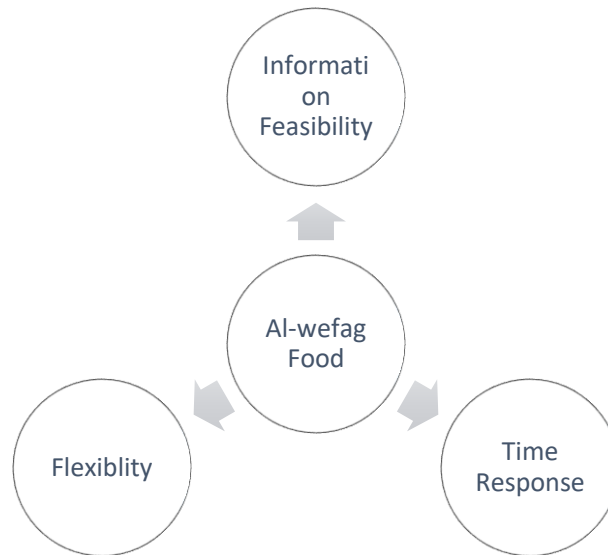 Informati
on
Feasibility
Al-wefag
Food
Flexiblity
Time
Response